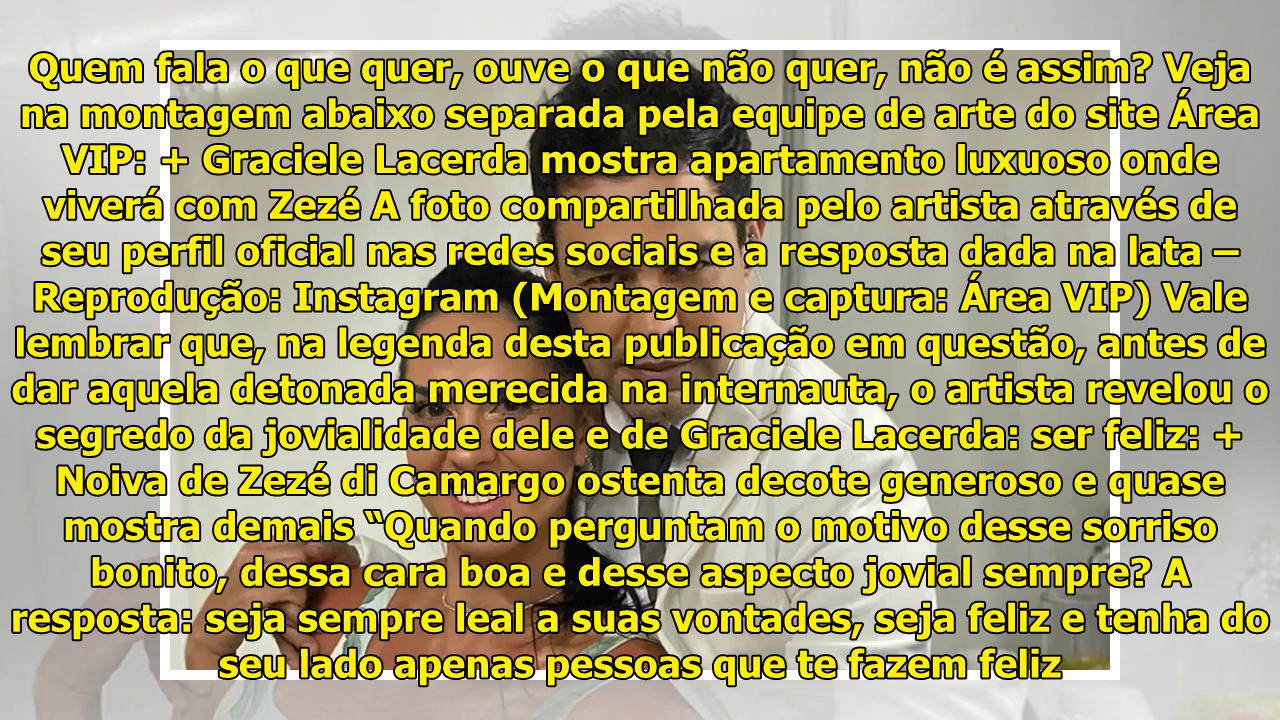 Quem fala o que quer, ouve o que não quer, não é assim? Veja
na montagem abaixo separada pela equipe de arte do site Área
VIP: + Graciele Lacerda mostra apartamento luxuoso onde
viverá com Zezé A foto compartilhada pelo artista através de
seu perfil oficial nas redes sociais e a resposta dada na lata –
Reprodução: Instagram (Montagem e captura: Área VIP) Vale
lembrar que, na legenda desta publicação em questão, antes de
dar aquela detonada merecida na internauta, o artista revelou o
segredo da jovialidade dele e de Graciele Lacerda: ser feliz: +
Noiva de Zezé di Camargo ostenta decote generoso e quase
mostra demais “Quando perguntam o motivo desse sorriso
bonito, dessa cara boa e desse aspecto jovial sempre? A
resposta: seja sempre leal a suas vontades, seja feliz e tenha do
seu lado apenas pessoas que te fazem feliz